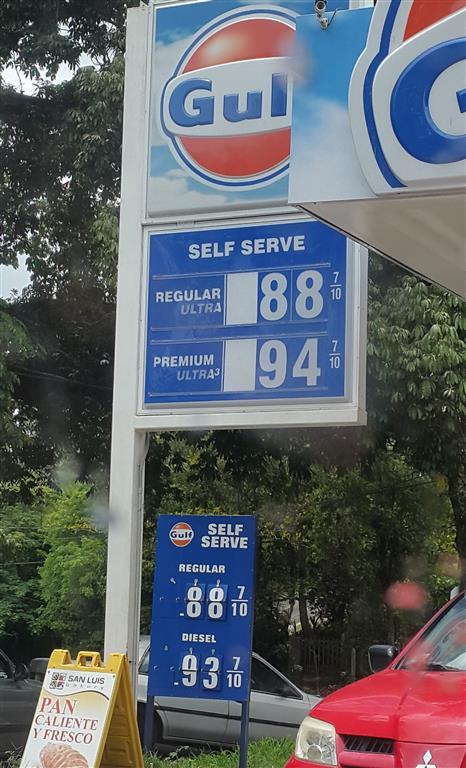 Gulf
G
SELF SERVE
REGULAR 88 7/10
ULTRA
PREMIUM 94 7/10
ULTRA³
Gulf SELF
SERVE
REGULAR
.88 7/10
DIESEL
.93 7/10
SAN LUIS
Bakery
PAN
CALIENTE
Y FRESCO